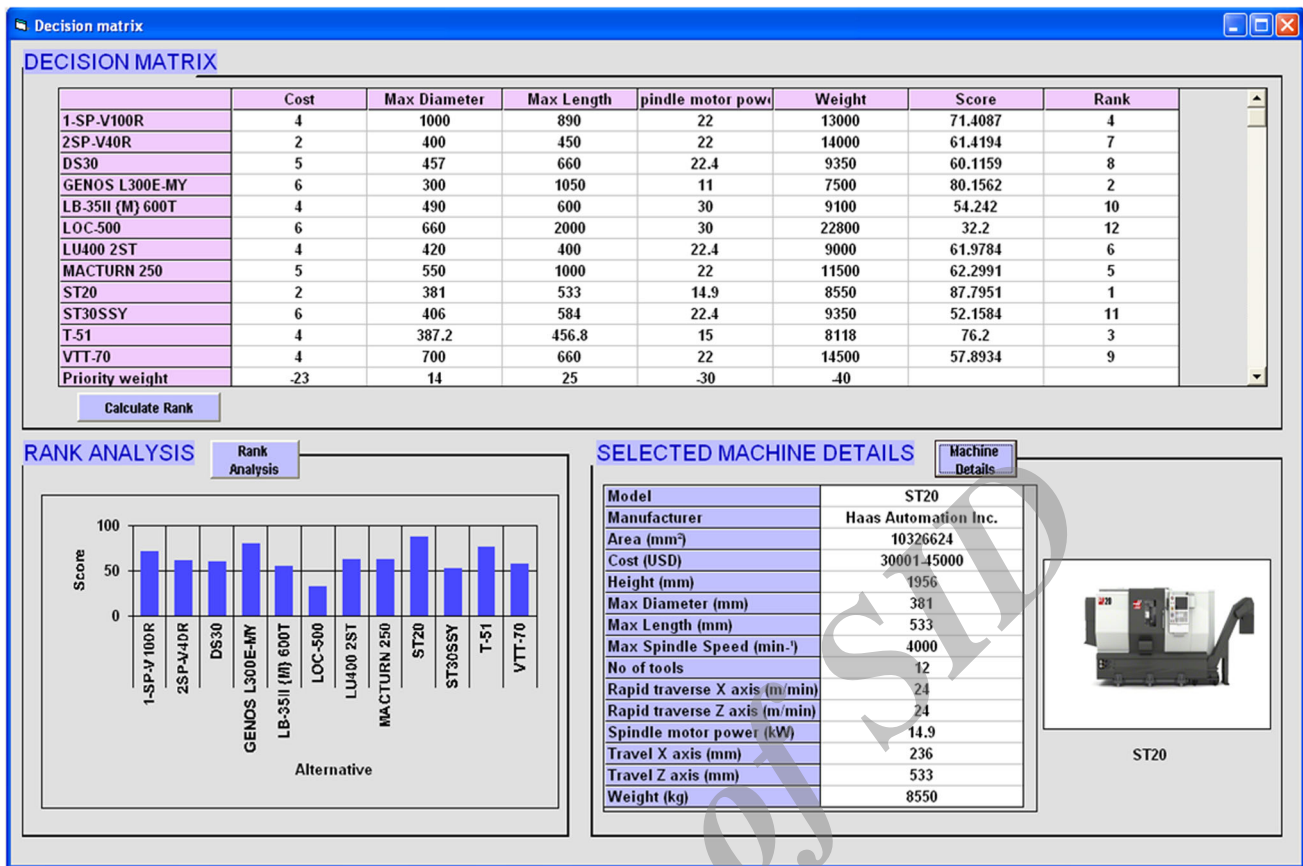 Decision matrix
DECISION MATRIX
Cost Max Diameter Max Length pindle motor powe Weight Score Rank
1-SP-V100R 4 1000 890 22 13000 71.4087 4
2SP-V40R 2 400 450 22 14000 61.4194 7
DS30 5 457 660 22.4 9350 60.1159 8
GENOS L300E-MY 6 300 1050 11 7500 80.1562 2
LB-35II {M} 600T 4 490 600 30 9100 54.242 10
LOC-500 6 660 2000 30 22800 32.2 12
LU400 2ST 4 420 400 22.4 9000 61.9784 6
MACTURN 250 5 550 1000 22 11500 62.2991 5
ST20 2 381 533 14.9 8550 87.7951 1
ST30SSY 6 406 584 22.4 9350 52.1584 11
T-51 4 387.2 456.8 15 8118 76.2 3
VTT-70 4 700 660 22 14500 57.8934 9
Priority weight -23 14 25 -30 -40
Calculate Rank
RANK ANALYSIS
Rank Analysis
100
50
0
Score
1-SP-V100R
2SP-V40R
DS30
GENOS L300E-MY
LB-35II {M} 600T
LOC-500
LU400 2ST
MACTURN 250
ST20
ST30SSY
T-51
VTT-70
Alternative
SELECTED MACHINE DETAILS
Machine Details
Model ST20
Manufacturer Haas Automation Inc.
Area (mm²) 10326624
Cost (USD) 30001-45000
Height (mm) 1956
Max Diameter (mm) 381
Max Length (mm) 533
Max Spindle Speed (min-¹) 4000
No of tools 12
Rapid traverse X axis (m/min) 24
Rapid traverse Z axis (m/min) 24
Spindle motor power (kW) 14.9
Travel X axis (mm) 236
Travel Z axis (mm) 533
Weight (kg) 8550
ST20
of SID